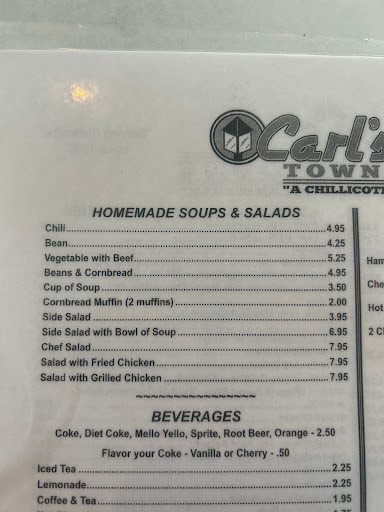 Carl's
TOWN
"A CHILLICOT
HOMEMADE SOUPS & SALADS
Chili 4.95
Bean 4.25
Vegetable with Beef 5.25
Beans & Cornbread 4.95
Cup of Soup 3.50
Cornbread Muffin (2 muffins) 2.00
Side Salad 3.95
Side Salad with Bowl of Soup 6.95
Chef Salad 7.95
Salad with Fried Chicken 7.95
Salad with Grilled Chicken 7.95
~~~~~~~~~~~~~~~~
BEVERAGES
Coke, Diet Coke, Mello Yello, Sprite, Root Beer, Orange - 2.50
Flavor your Coke - Vanilla or Cherry - .50
Iced Tea 2.25
Lemonade 2.25
Coffee & Tea 1.95
Ham
Che
Hot
2 C